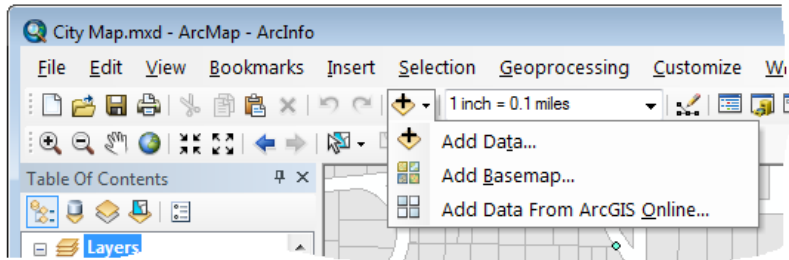 City Map.mxd - ArcMap - ArcInfo
File Edit View Bookmarks Insert Selection Geoprocessing Customize
1 inch = 0.1 miles
Add Data...
Add Basemap...
Add Data From ArcGIS Online...
Table Of Contents
Layers